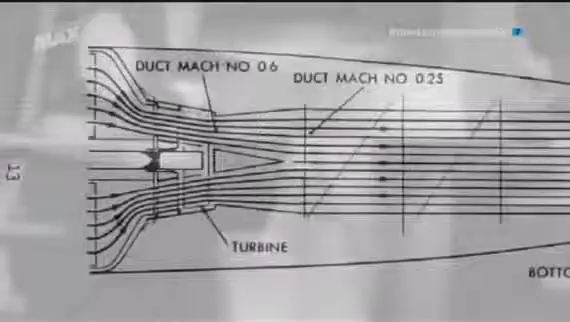 DUCT MACH NO 0.6
DUCT MACH NO 0.25
TURBINE
BOTTO